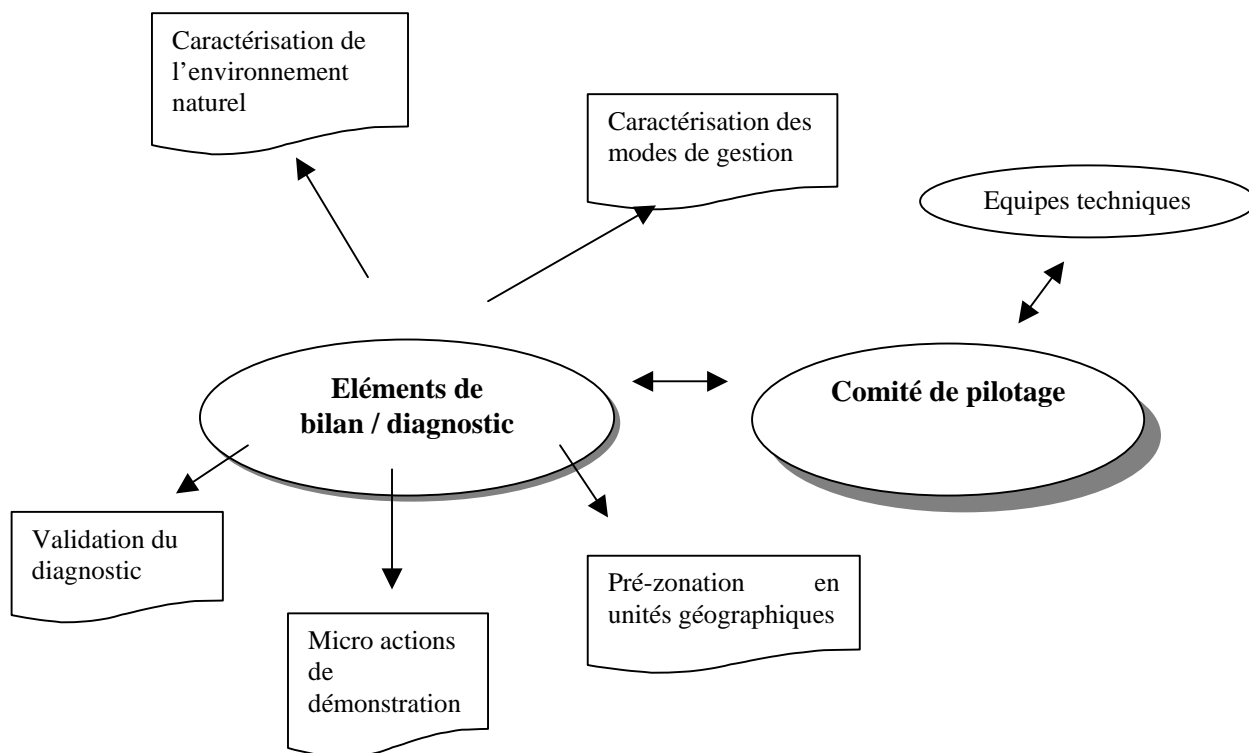 Caractérisation de
l’environnement
naturel
Caractérisation des
modes de gestion
Equipes techniques
Eléments de
bilan / diagnostic
Comité de pilotage
Validation du
diagnostic
Pré-zonation en
unités géographiques
Micro actions
de
démonstration